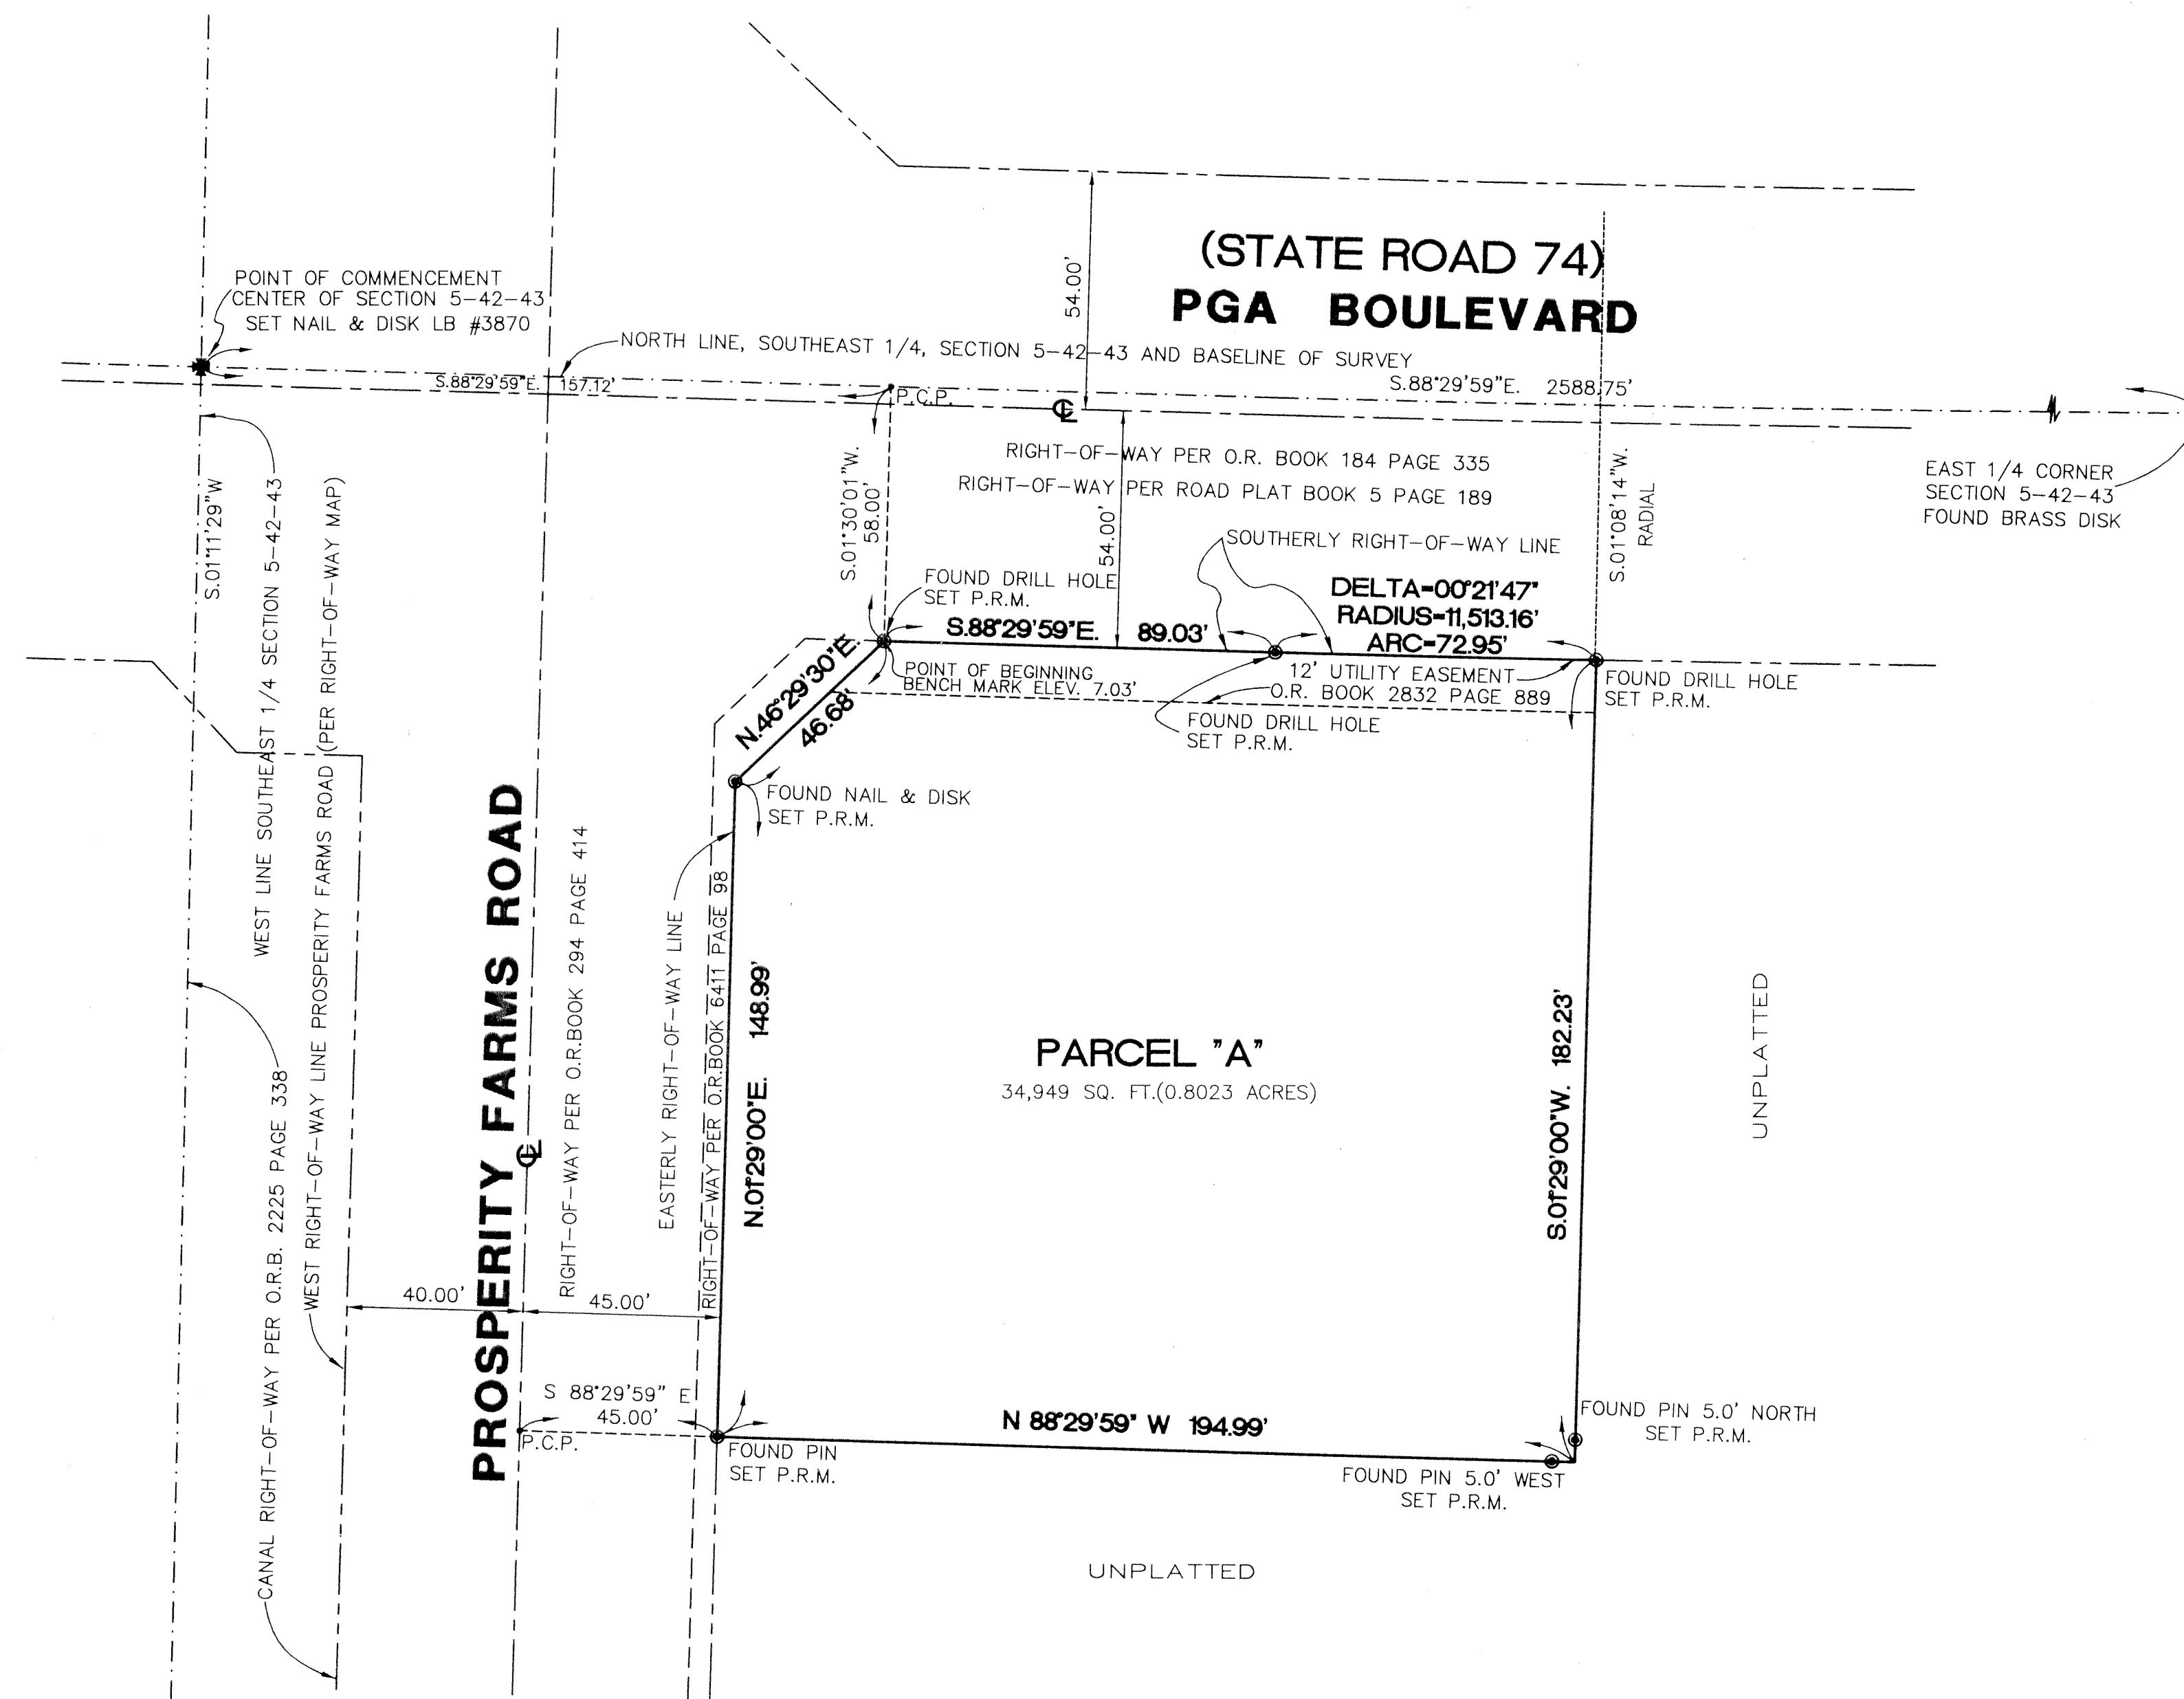 (STATE ROAD 74)
PGA BOULEVARD
54.00'
POINT OF COMMENCEMENT
CENTER OF SECTION 5-42-43
SET NAIL & DISK LB #3870
NORTH LINE, SOUTHEAST 1/4, SECTION 5-42-43 AND BASELINE OF SURVEY
S.88°29'59"E. 157.12'
S.88°29'59"E. 2588.75'
P.C.P.
CL
RIGHT-OF-WAY PER O.R. BOOK 184 PAGE 335
RIGHT-OF-WAY PER ROAD PLAT BOOK 5 PAGE 189
EAST 1/4 CORNER
SECTION 5-42-43
FOUND BRASS DISK
S.01°11'29"W
WEST LINE SOUTHEAST 1/4 SECTION 5-42-43
WEST RIGHT-OF-WAY LINE PROSPERITY FARMS ROAD (PER RIGHT-OF-WAY MAP)
CANAL RIGHT-OF-WAY PER O.R.B. 2225 PAGE 338
S.01°30'01"W.
58.00'
54.00'
S.01°08'14"W.
RADIAL
SOUTHERLY RIGHT-OF-WAY LINE
FOUND DRILL HOLE
SET P.R.M.
DELTA=00°21'47"
RADIUS=11,513.16'
ARC=72.95'
S.88°29'59"E. 89.03'
POINT OF BEGINNING
BENCH MARK ELEV. 7.03'
12' UTILITY EASEMENT
O.R. BOOK 2832 PAGE 889
FOUND DRILL HOLE
SET P.R.M.
FOUND DRILL HOLE
SET P.R.M.
N.46°29'30"E.
46.68'
FOUND NAIL & DISK
SET P.R.M.
PROSPERITY FARMS ROAD
CL
RIGHT-OF-WAY PER O.R.BOOK 294 PAGE 414
EASTERLY RIGHT-OF-WAY LINE
RIGHT-OF-WAY PER O.R.BOOK 6411 PAGE 98
N.01°29'00"E. 148.99'
PARCEL "A"
34,949 SQ. FT.(0.8023 ACRES)
S.01°29'00"W. 182.23'
UNPLATTED
40.00'
45.00'
S 88°29'59" E
45.00'
P.C.P.
FOUND PIN
SET P.R.M.
N 88°29'59" W 194.99'
FOUND PIN 5.0' NORTH
SET P.R.M.
FOUND PIN 5.0' WEST
SET P.R.M.
UNPLATTED